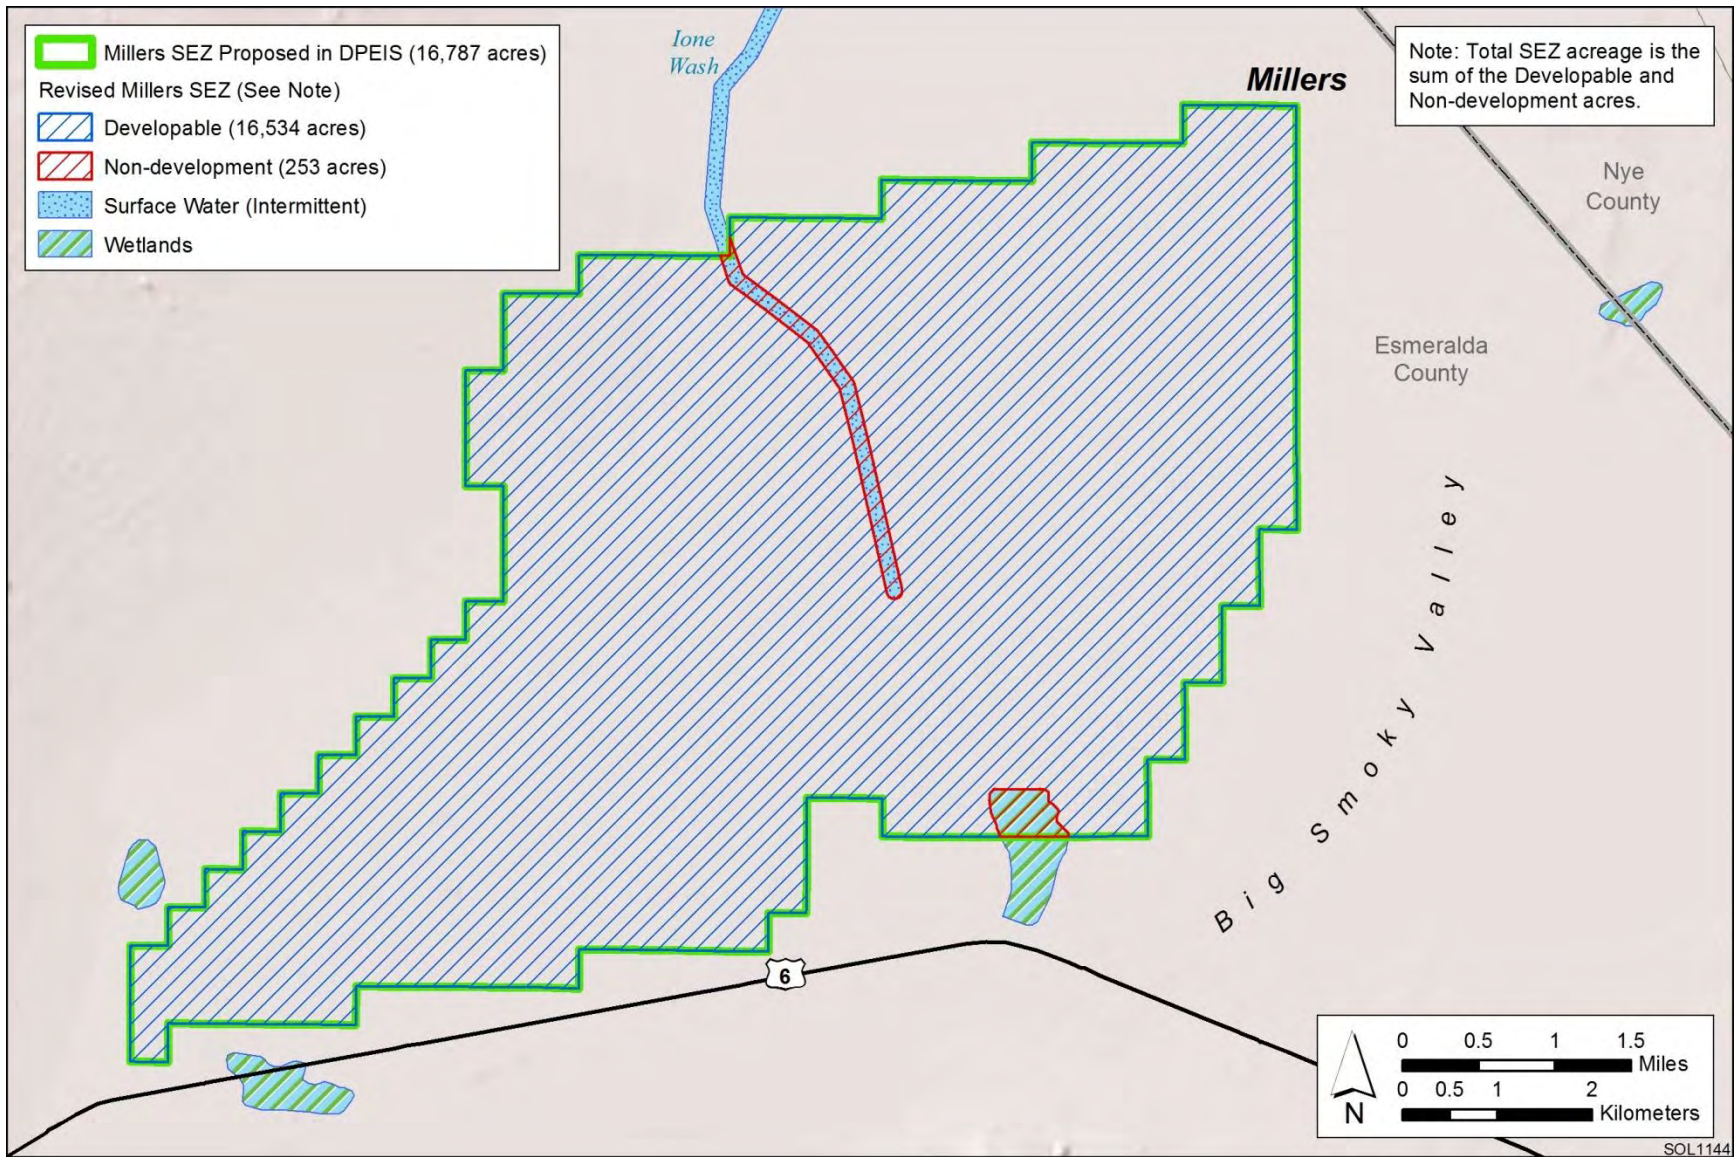 Millers SEZ Proposed in DPEIS (16,787 acres)
Revised Millers SEZ (See Note)
Developable (16,534 acres)
Non-development (253 acres)
Surface Water (Intermittent)
Wetlands
Ione
Wash
Millers
Note: Total SEZ acreage is the
sum of the Developable and
Non-development acres.
Nye
County
Esmeralda
County
Big Smoky Valley
6
0 0.5 1 1.5
Miles
0 0.5 1 2
Kilometers
N
SOL1144